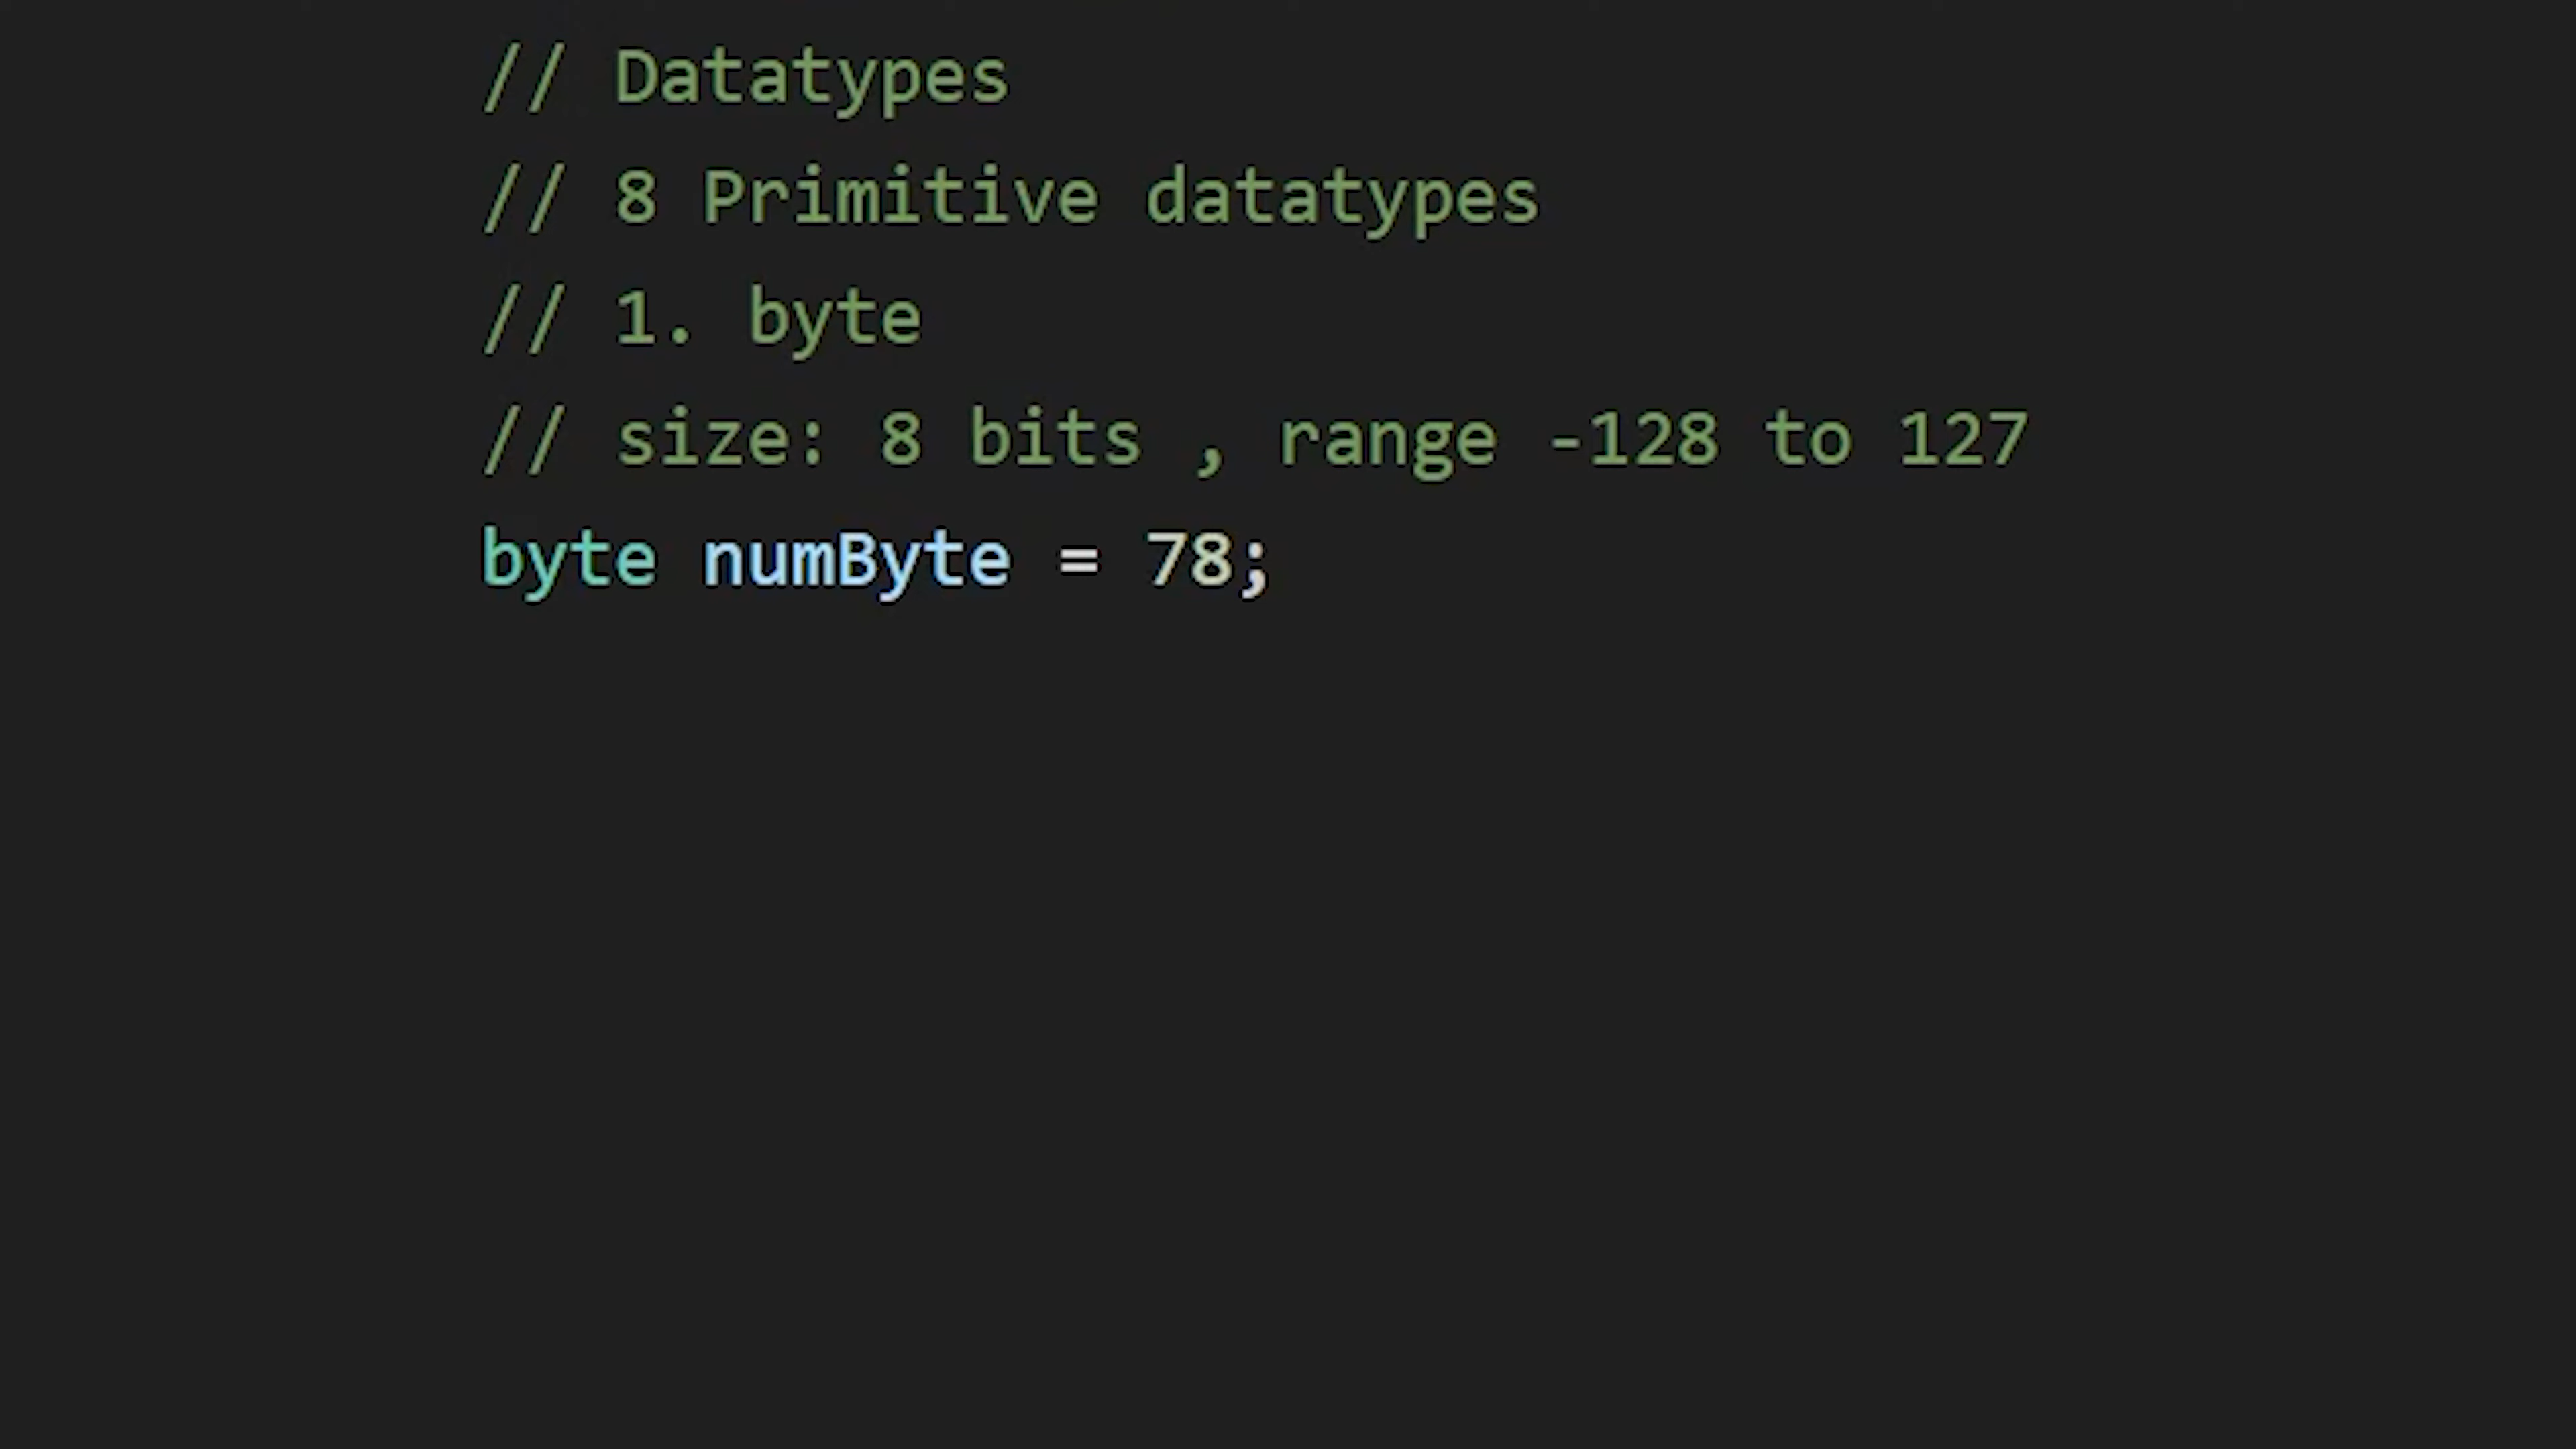 // Datatypes
// 8 Primitive datatypes
// 1. byte
// size: 8 bits , range -128 to 127
byte numByte = 78;